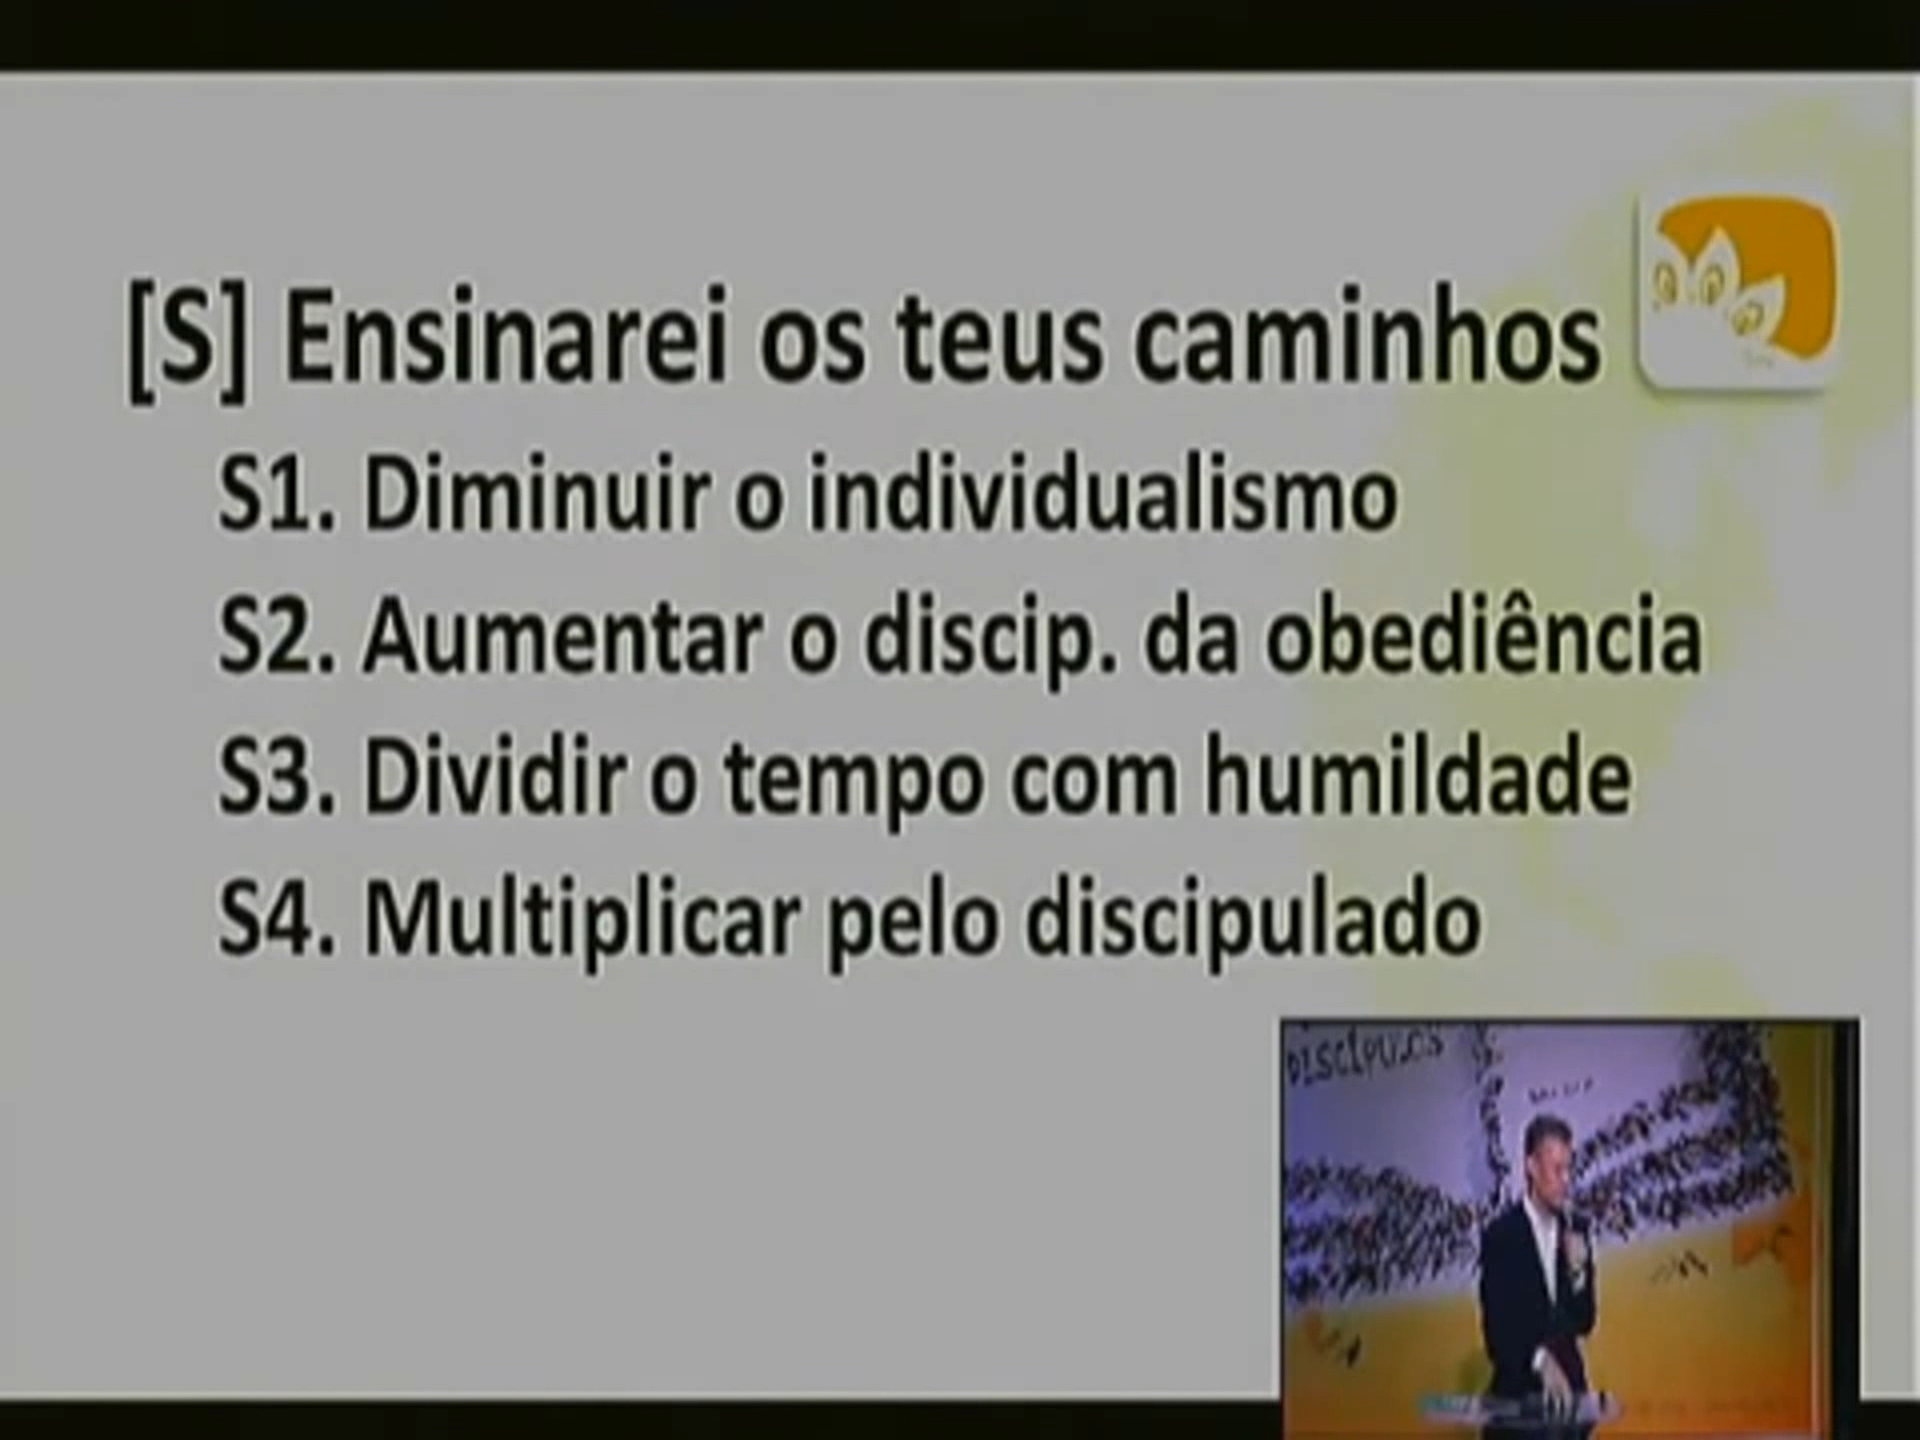 [S] Ensinarei os teus caminhos
S1. Diminuir o individualismo
S2. Aumentar o discip. da obediência
S3. Dividir o tempo com humildade
S4. Multiplicar pelo discipulado
DISCÍPULOS